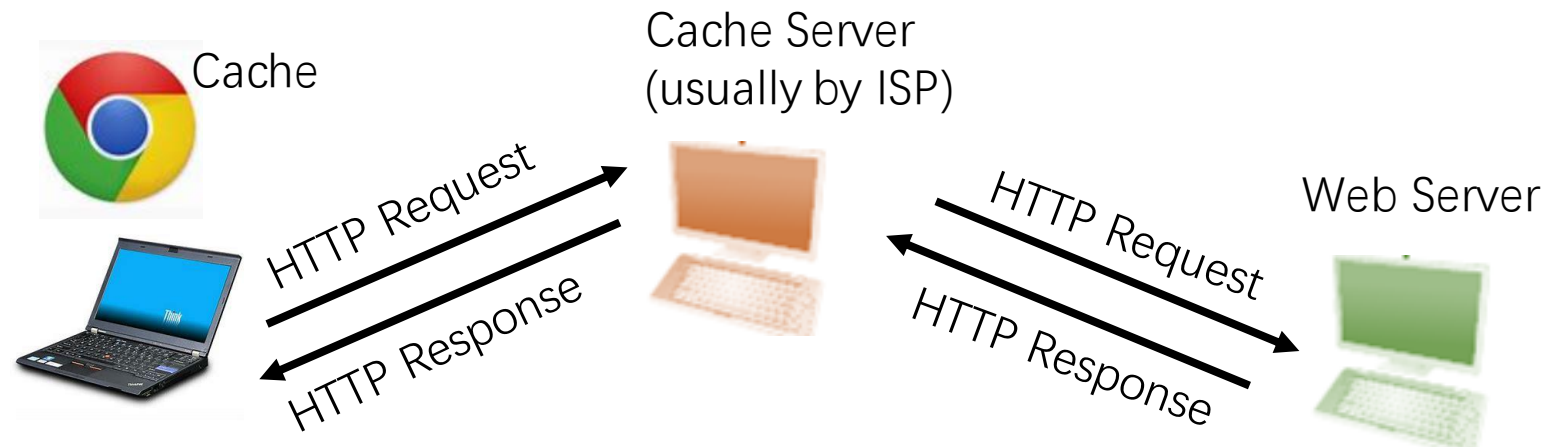 Cache
Cache Server
(usually by ISP)
HTTP Request
HTTP Response
HTTP Request
HTTP Response
Web Server
Think